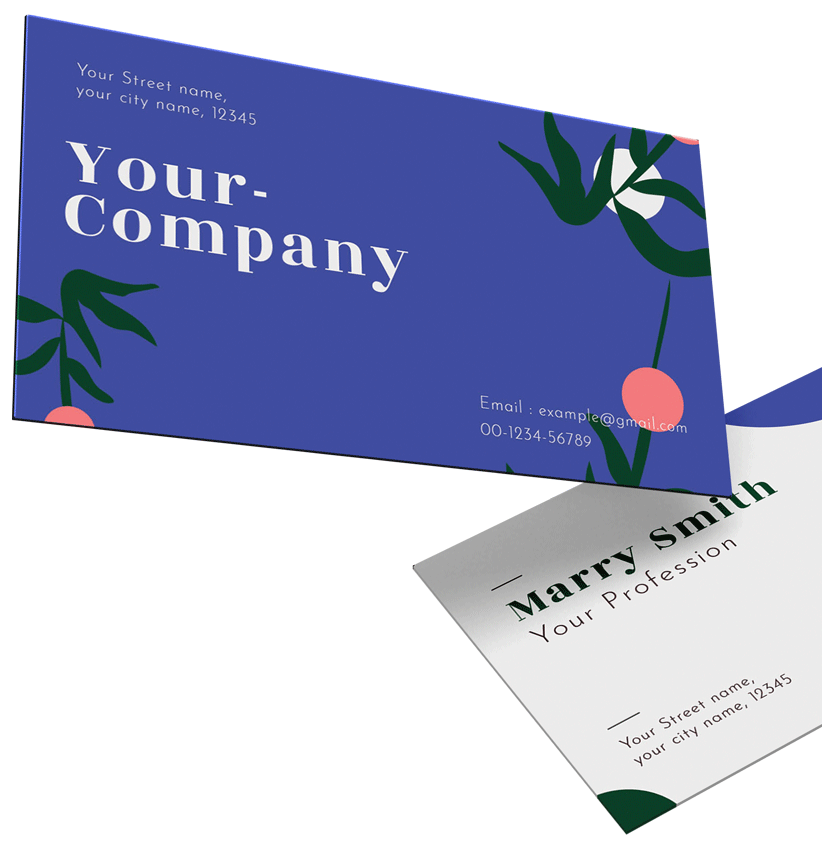 Your Street name,
your city name, 12345
Your-
Company
Email : example@gmail.com
00-1234-56789
Marry Smith
Your Profession
Your Street name,
your city name, 12345